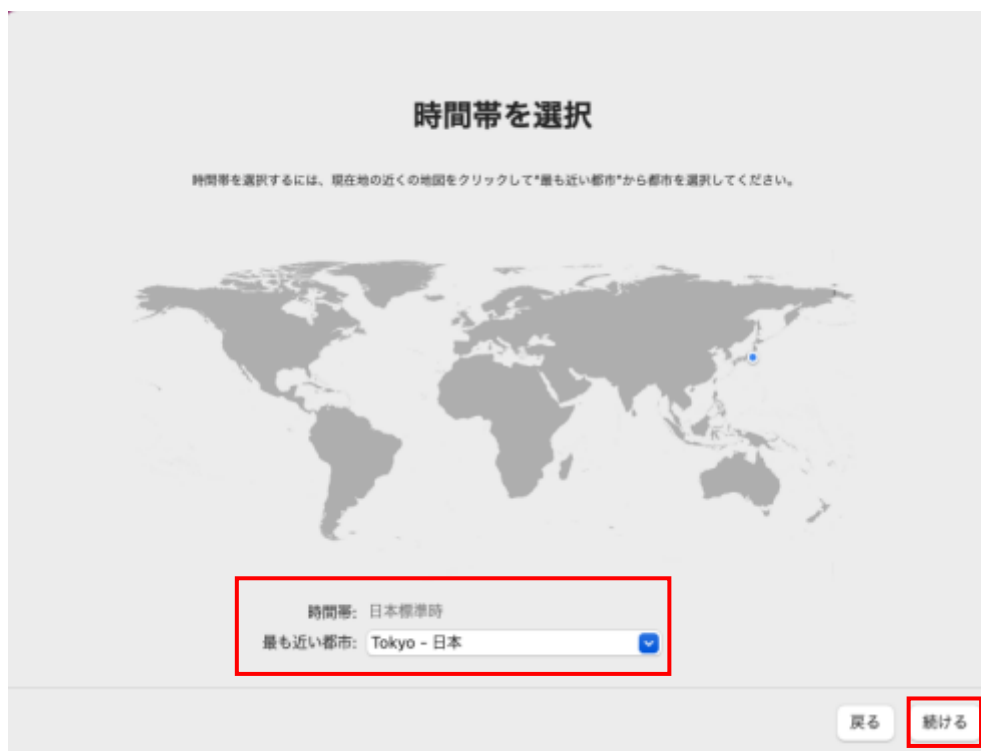 時間帯を選択
時間帯を選択するには、現在地の近くの地図をクリックして"最も近い都市"から都市を選択してください。
時間帯: 日本標準時
最も近い都市: Tokyo – 日本
戻る
続ける